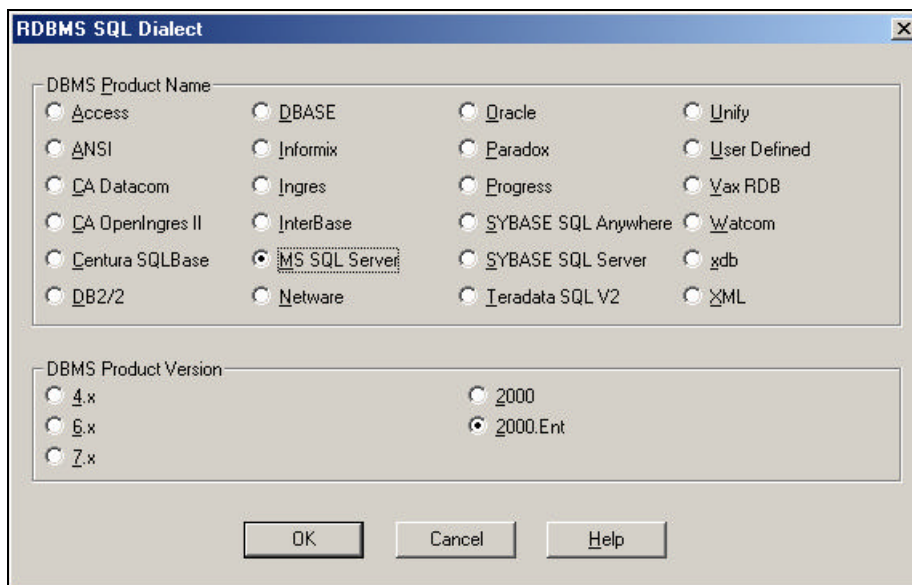 RDBMS SQL Dialect
DBMS Product Name
Access DBASE Oracle Unify
ANSI Informix Paradox User Defined
CA Datacom Ingres Progress Vax RDB
CA OpenIngres II InterBase SYBASE SQL Anywhere Watcom
Centura SQLBase MS SQL Server SYBASE SQL Server xdb
DB2/2 Netware Teradata SQL V2 XML
DBMS Product Version
4.x 2000
6.x 2000.Ent
7.x
OK Cancel Help